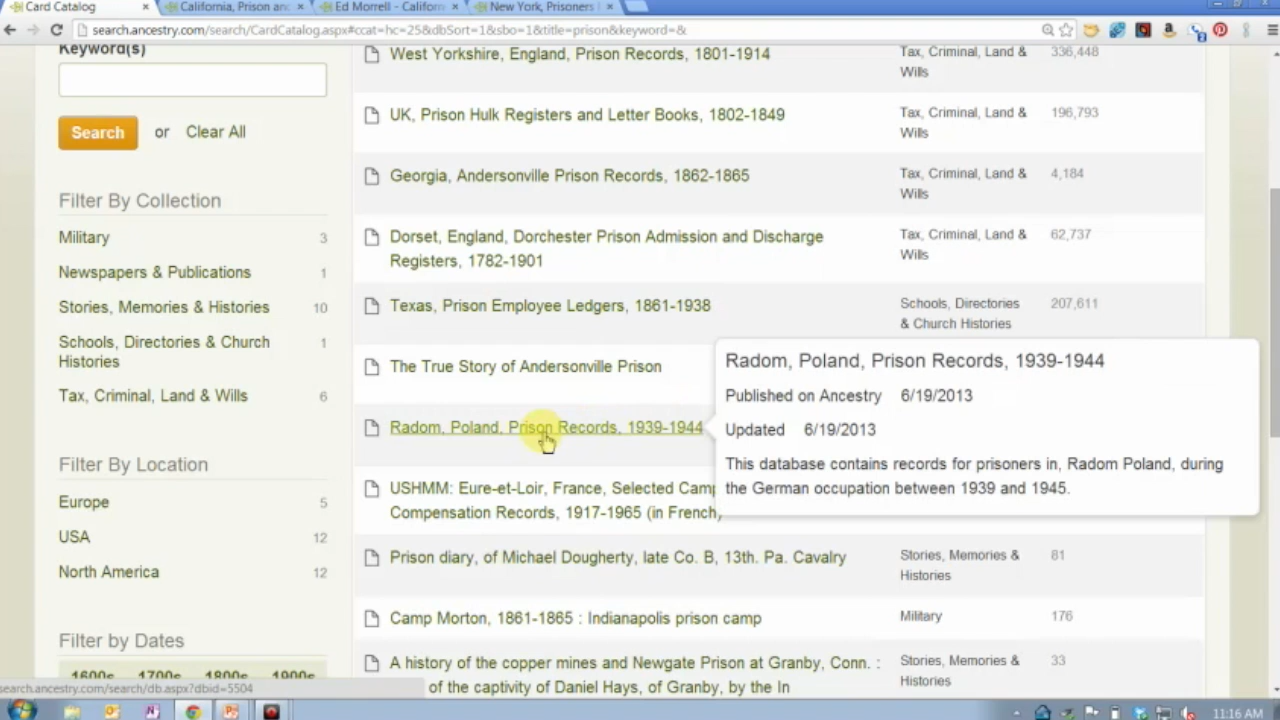 Card Catalog
California, Prison an
Ed Morrell - Californ
New York, Prisoners
search.ancestry.com/search/CardCatalog.aspx#ccat=hc=25&dbSort=1&sbo=1&title=prison&keyword=&
Keyword(s)
Search or Clear All
Filter By Collection
Military 3
Newspapers & Publications 1
Stories, Memories & Histories 10
Schools, Directories & Church 1
Histories
Tax, Criminal, Land & Wills 6
Filter By Location
Europe 5
USA 12
North America 12
Filter by Dates
1600s 1700s 1800s 1900s
West Yorkshire, England, Prison Records, 1801-1914 Tax, Criminal, Land & 336,448
Wills
UK, Prison Hulk Registers and Letter Books, 1802-1849 Tax, Criminal, Land & 196,793
Wills
Georgia, Andersonville Prison Records, 1862-1865 Tax, Criminal, Land & 4,184
Wills
Dorset, England, Dorchester Prison Admission and Discharge Tax, Criminal, Land & 62,737
Registers, 1782-1901 Wills
Texas, Prison Employee Ledgers, 1861-1938 Schools, Directories 207,611
& Church Histories
The True Story of Andersonville Prison
Radom, Poland, Prison Records, 1939-1944
USHMM: Eure-et-Loir, France, Selected Camp
Compensation Records, 1917-1965 (in French)
Prison diary, of Michael Dougherty, late Co. B, 13th. Pa. Cavalry Stories, Memories & 81
Histories
Camp Morton, 1861-1865 : Indianapolis prison camp Military 176
A history of the copper mines and Newgate Prison at Granby, Conn. : Stories, Memories & 33
of the captivity of Daniel Hays, of Granby, by the In Histories
Radom, Poland, Prison Records, 1939-1944
Published on Ancestry 6/19/2013
Updated 6/19/2013
This database contains records for prisoners in, Radom Poland, during
the German occupation between 1939 and 1945.
search.ancestry.com/search/db.aspx?dbid=5504
11:16 AM